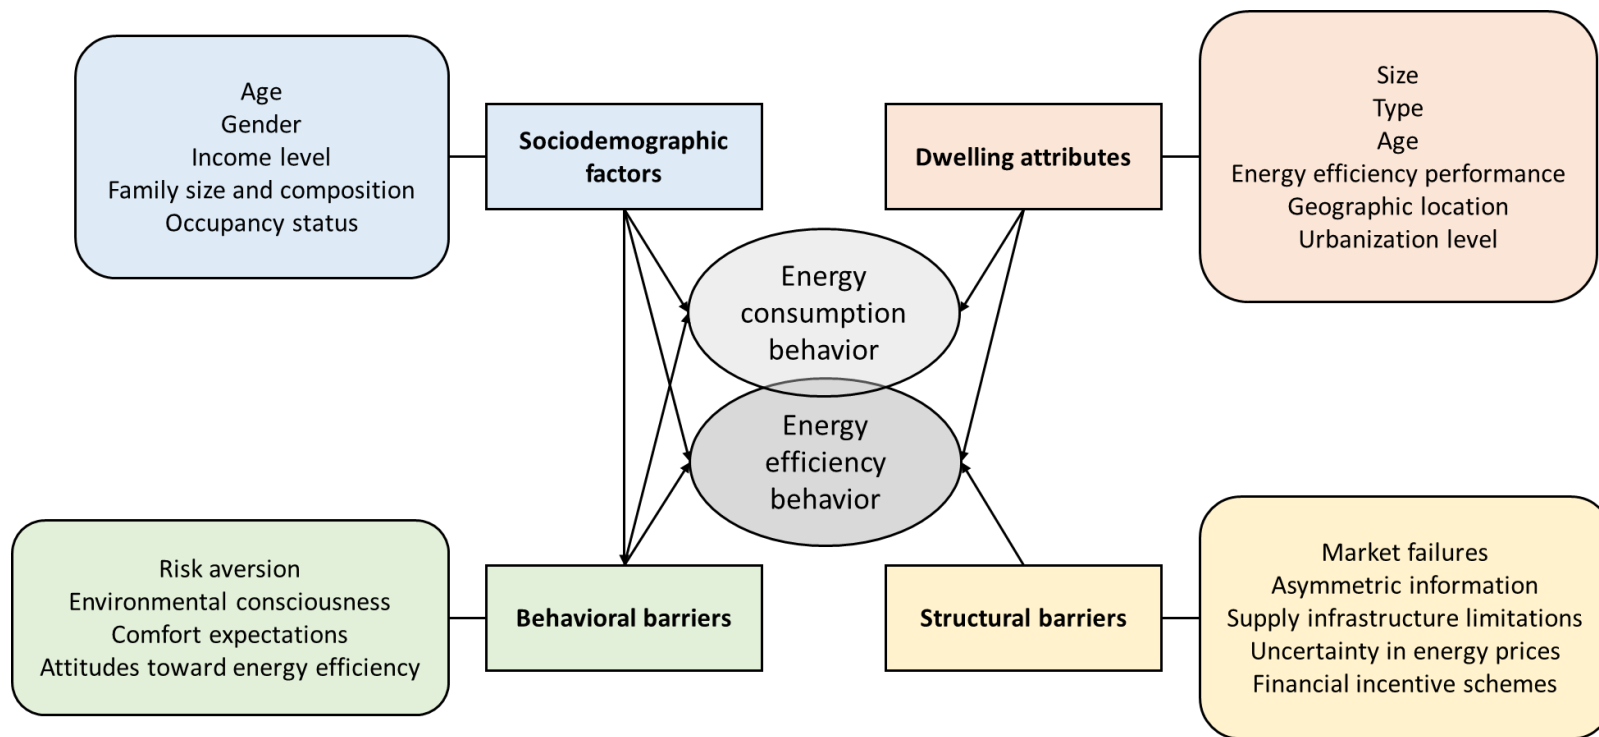 Age
Gender
Income level
Family size and composition
Occupancy status
Sociodemographic
factors
Dwelling attributes
Size
Type
Age
Energy efficiency performance
Geographic location
Urbanization level
Energy
consumption
behavior
Energy
efficiency
behavior
Risk aversion
Environmental consciousness
Comfort expectations
Attitudes toward energy efficiency
Behavioral barriers
Structural barriers
Market failures
Asymmetric information
Supply infrastructure limitations
Uncertainty in energy prices
Financial incentive schemes